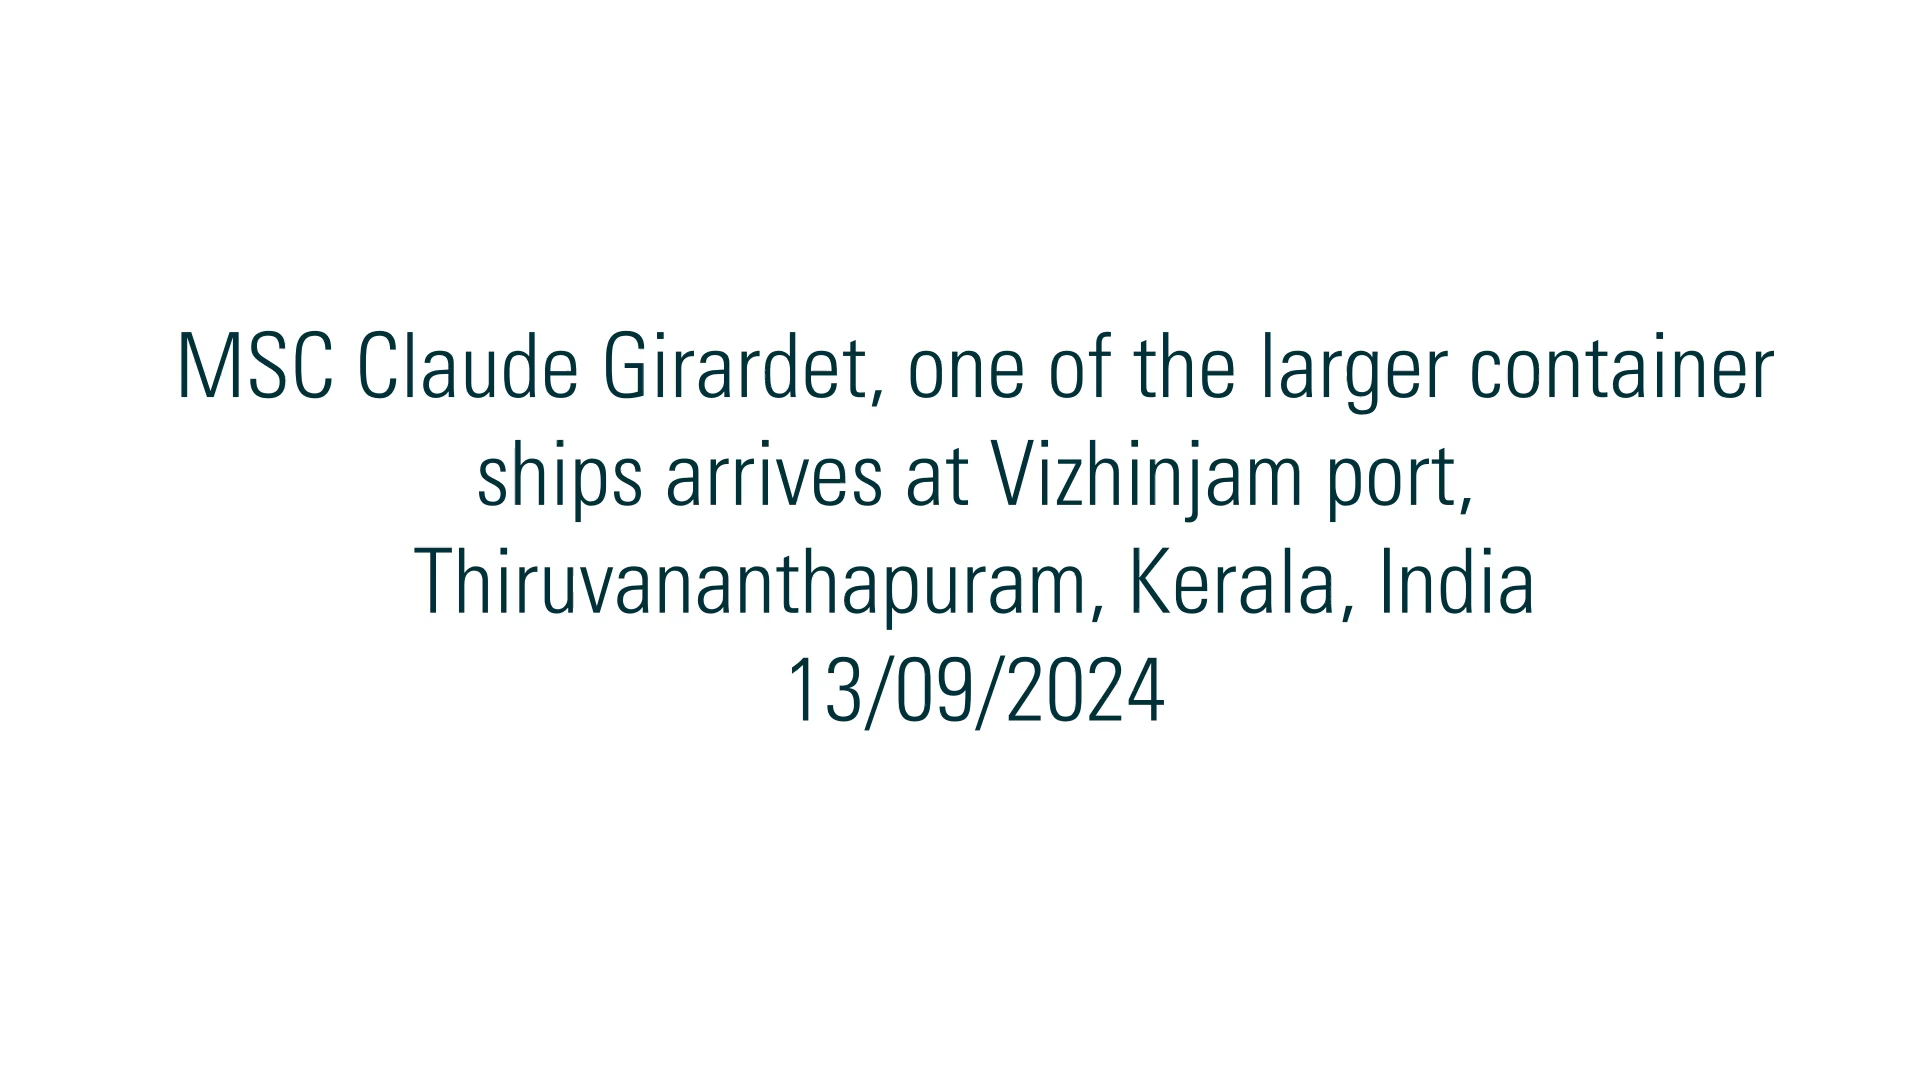 MSC Claude Girardet, one of the larger container
ships arrives at Vizhinjam port,
Thiruvananthapuram, Kerala, India
13/09/2024